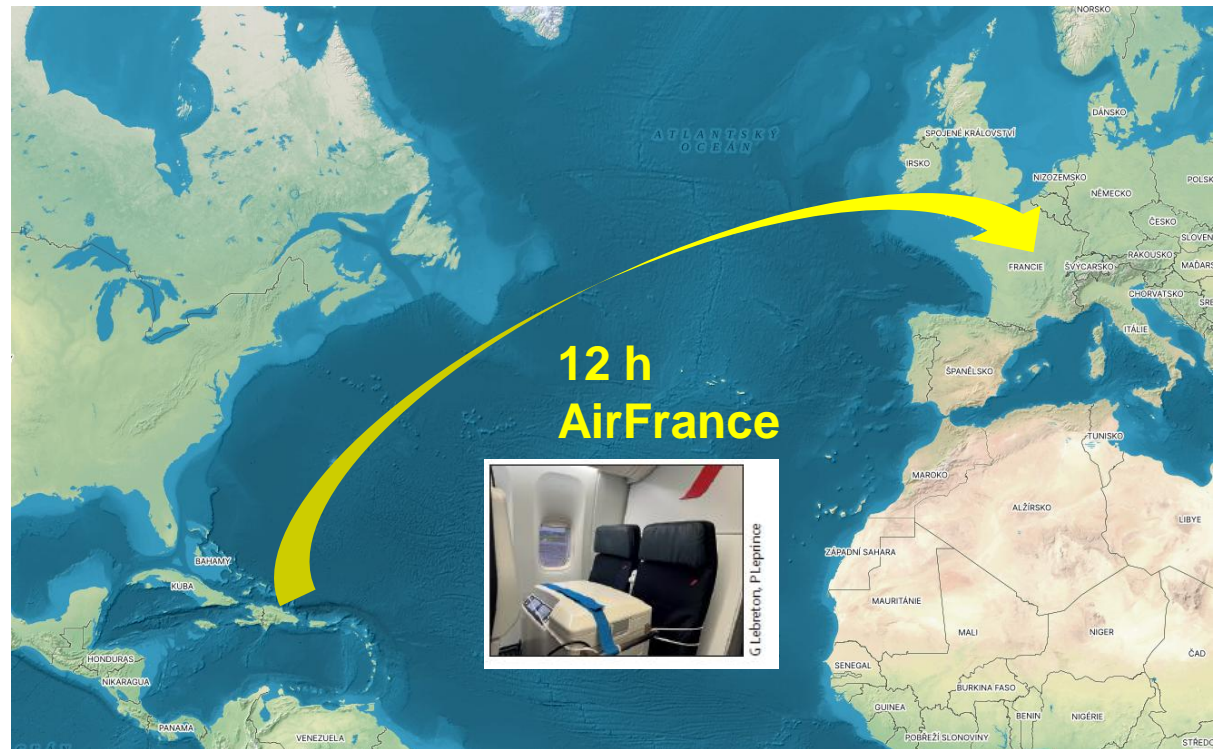 NORSKO
ATLANTSKÝ
OCEÁN
DÁNSKO
SPOJENÉ KRÁLOVSTVÍ
IRSKO
NIZOZEMSKO
POLSK
NĚMECKO
ČESKO
SLOVEN
RAKOUSKO
FRANCIE
ŠVÝCARSKO
MAĎARS
CHORVATSKO
SRB
ITÁLIE
12 h
AirFrance
ŠPANĚLSKO
TUNISKO
MAROKO
ALŽÍRSKO
LIBYE
G Lebreton, P Leprince
ZÁPADNÍ SAHARA
BAHAMY
KUBA
MAURITÁNIE
MALI
NIGER
ČAD
HONDURAS
SENEGAL
NIKARAGUA
BURKINA FASO
GUINEA
BENIN
NIGÉRIE
PANAMA
VENEZUELA
POBŘEŽÍ SLONOVINY
STŘEDO